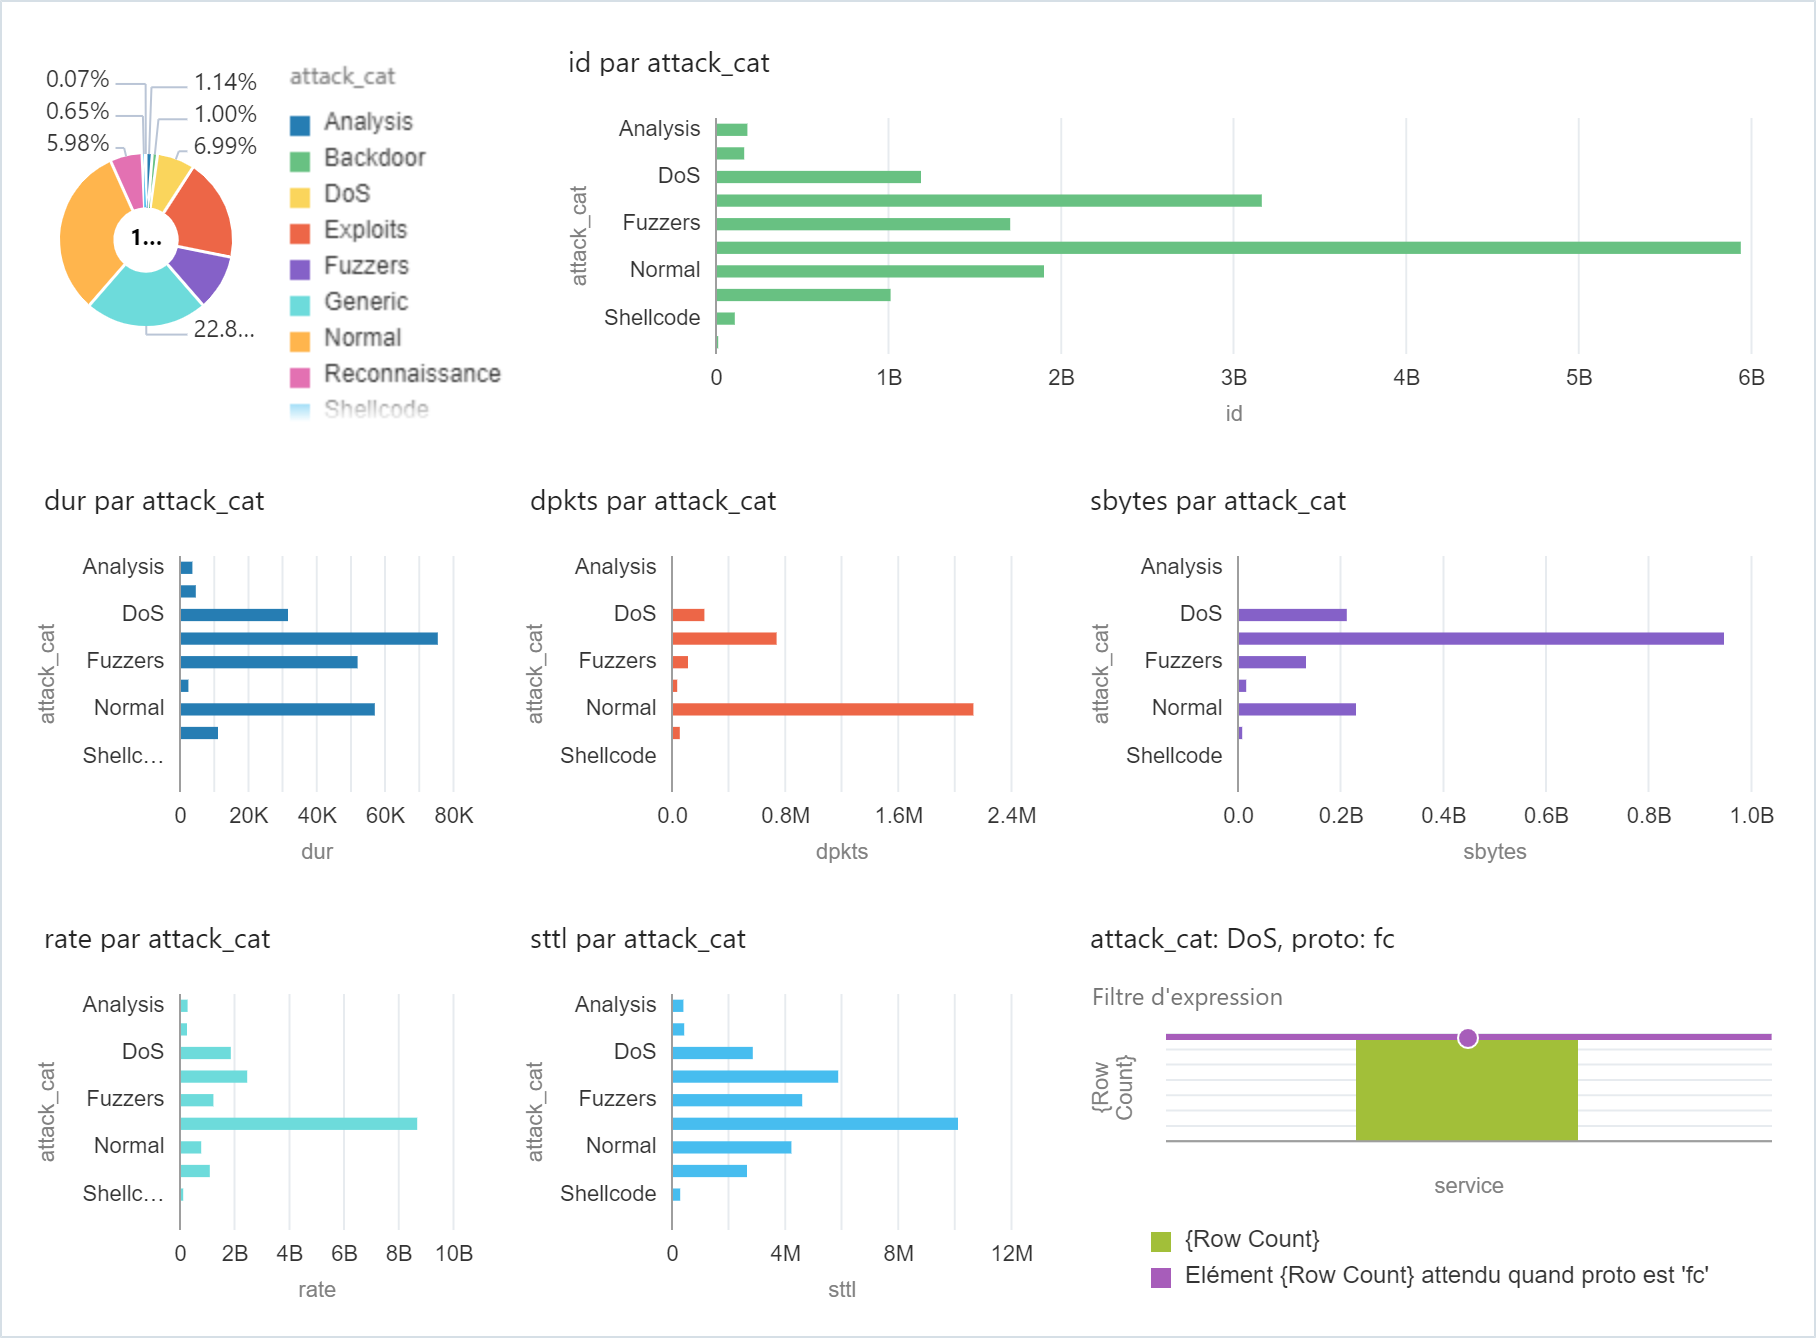 0.07%
1.14%
0.65%
1.00%
5.98%
6.99%
1...
22.8...
attack_cat
Analysis
Backdoor
DoS
Exploits
Fuzzers
Generic
Normal
Reconnaissance
Shellcode
id par attack_cat
attack_cat
Analysis
DoS
Fuzzers
Normal
Shellcode
0 1B 2B 3B 4B 5B 6B
id
dur par attack_cat
attack_cat
Analysis
DoS
Fuzzers
Normal
Shellc...
0 20K 40K 60K 80K
dur
dpkts par attack_cat
attack_cat
Analysis
DoS
Fuzzers
Normal
Shellcode
0.0 0.8M 1.6M 2.4M
dpkts
sbytes par attack_cat
attack_cat
Analysis
DoS
Fuzzers
Normal
Shellcode
0.0 0.2B 0.4B 0.6B 0.8B 1.0B
sbytes
rate par attack_cat
attack_cat
Analysis
DoS
Fuzzers
Normal
Shellc...
0 2B 4B 6B 8B 10B
rate
sttl par attack_cat
attack_cat
Analysis
DoS
Fuzzers
Normal
Shellcode
0 4M 8M 12M
sttl
attack_cat: DoS, proto: fc
Filtre d'expression
{Row
Count}
service
{Row Count}
Elément {Row Count} attendu quand proto est 'fc'